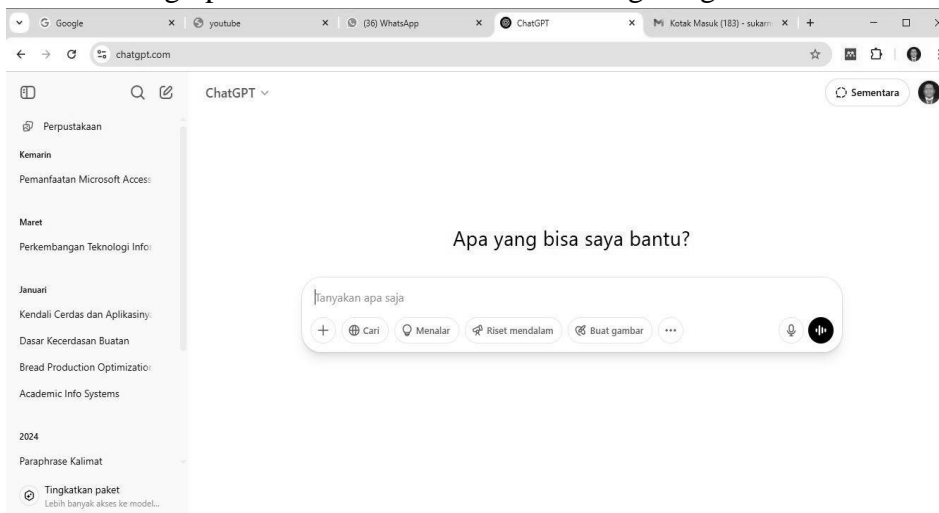 Google
youtube
(36) WhatsApp
ChatGPT
Kotak Masuk (183) - sukarn
chatgpt.com
ChatGPT
Sementara
Perpustakaan
Kemarin
Pemanfaatan Microsoft Access
Maret
Perkembangan Teknologi Info
Januari
Kendali Cerdas dan Aplikasiny
Dasar Kecerdasan Buatan
Bread Production Optimizatio
Academic Info Systems
2024
Paraphrase Kalimat
Tingkatkan paket
Lebih banyak akses ke model...
Apa yang bisa saya bantu?
Tanyakan apa saja
Cari
Menalar
Riset mendalam
Buat gambar